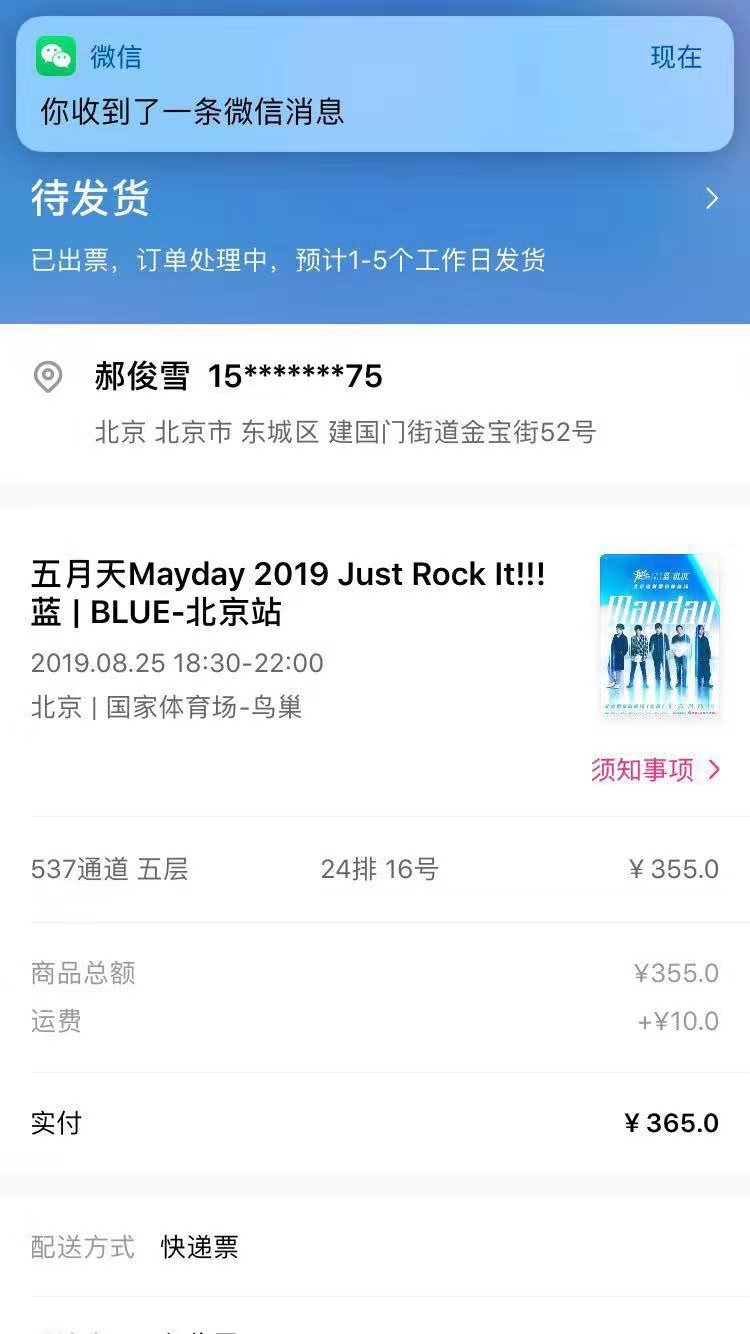 微信 现在
你收到了一条微信消息
待发货
已出票，订单处理中，预计1-5个工作日发货
郝俊雪 15*******75
北京 北京市 东城区 建国门街道金宝街52号
五月天Mayday 2019 Just Rock It!!!
蓝 | BLUE-北京站
2019.08.25 18:30-22:00
北京 | 国家体育场-鸟巢
蓝 BLUE
Mayday
须知事项
537通道 五层 24排 16号 ¥ 355.0
商品总额 ¥355.0
运费 +¥10.0
实付 ¥ 365.0
配送方式 快递票